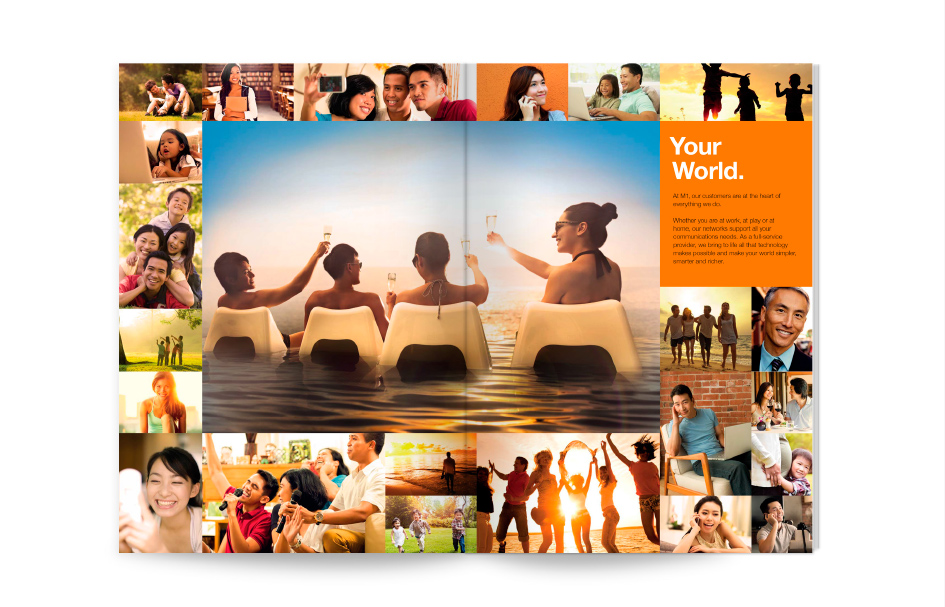 Your
World.
At M1, our customers are at the heart of
everything we do.
Whether you are at work, at play or at
home, our networks support all your
communications needs. As a full-service
provider, we bring to life all that technology
makes possible and make your world simpler,
smarter and richer.